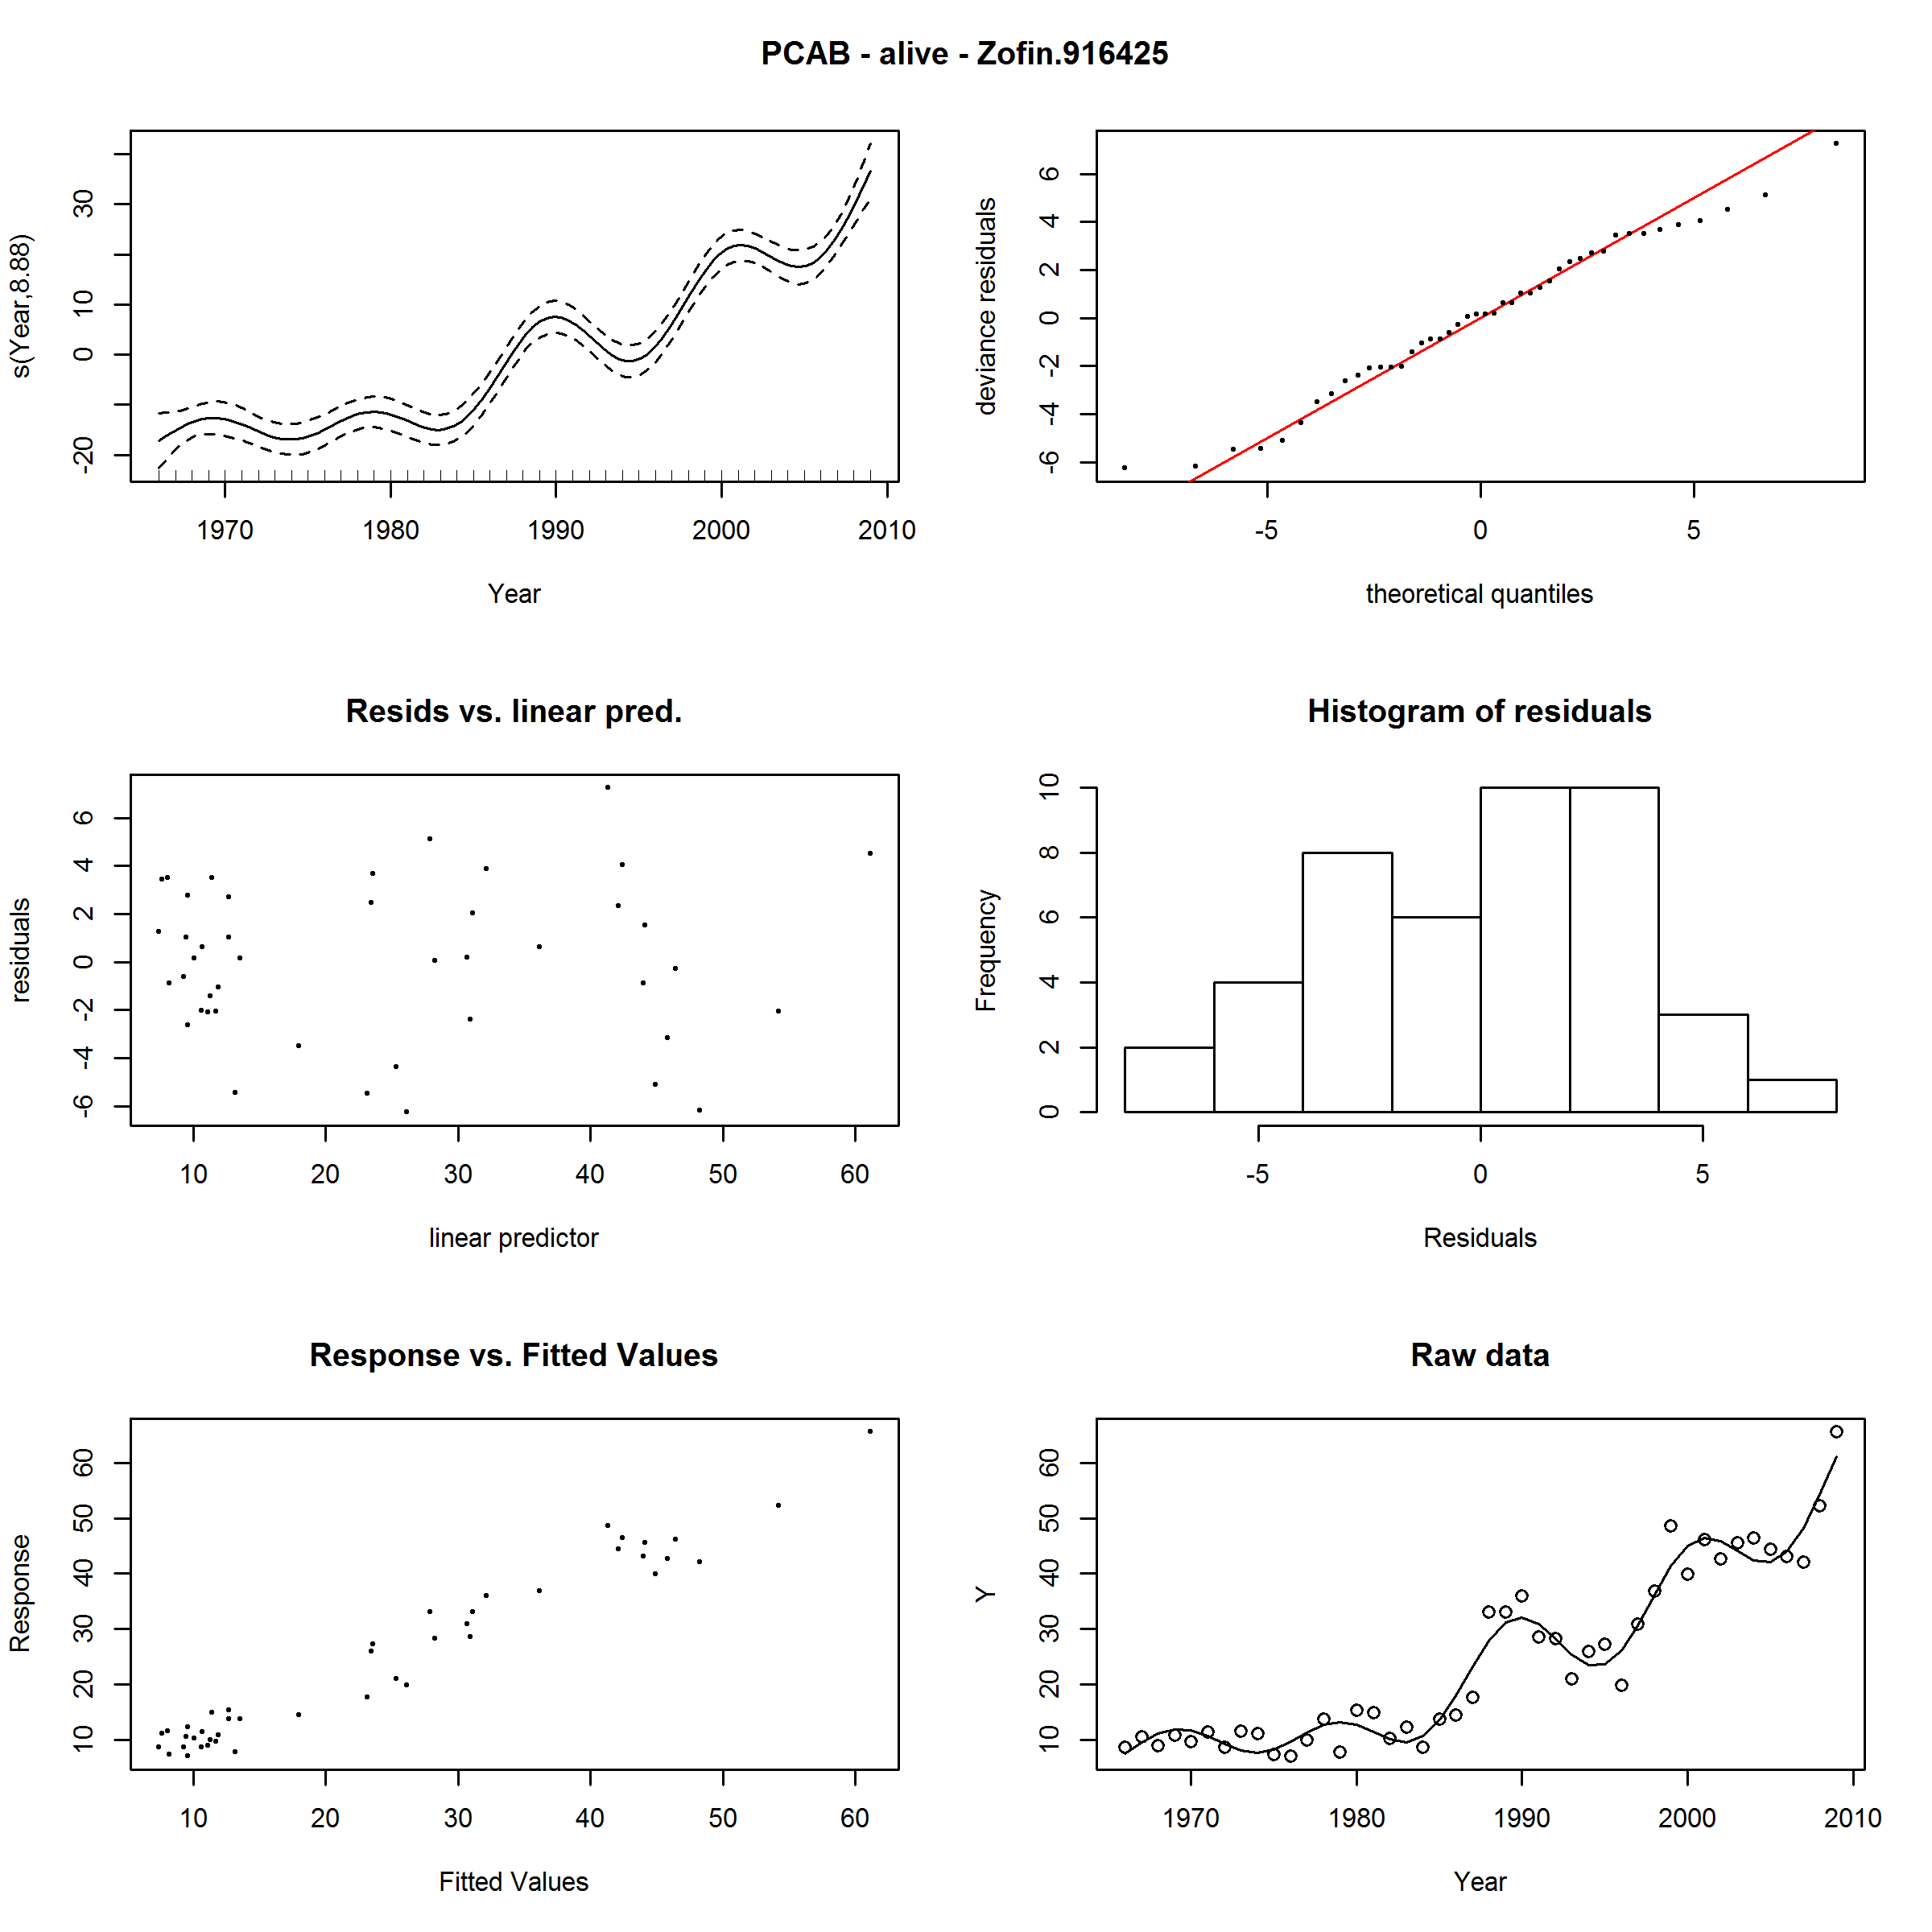 PCAB - alive - Zofin.916425
s(Year,8.88)
-20 0 10 30
1970 1980 1990 2000 2010
Year
deviance residuals
-6 -4 -2 0 2 4 6
-5 0 5
theoretical quantiles
Resids vs. linear pred.
residuals
-6 -4 -2 0 2 4 6
10 20 30 40 50 60
linear predictor
Histogram of residuals
Frequency
0 2 4 6 8 10
-5 0 5
Residuals
Response vs. Fitted Values
Response
10 20 30 40 50 60
10 20 30 40 50 60
Fitted Values
Raw data
Y
10 20 30 40 50 60
1970 1980 1990 2000 2010
Year